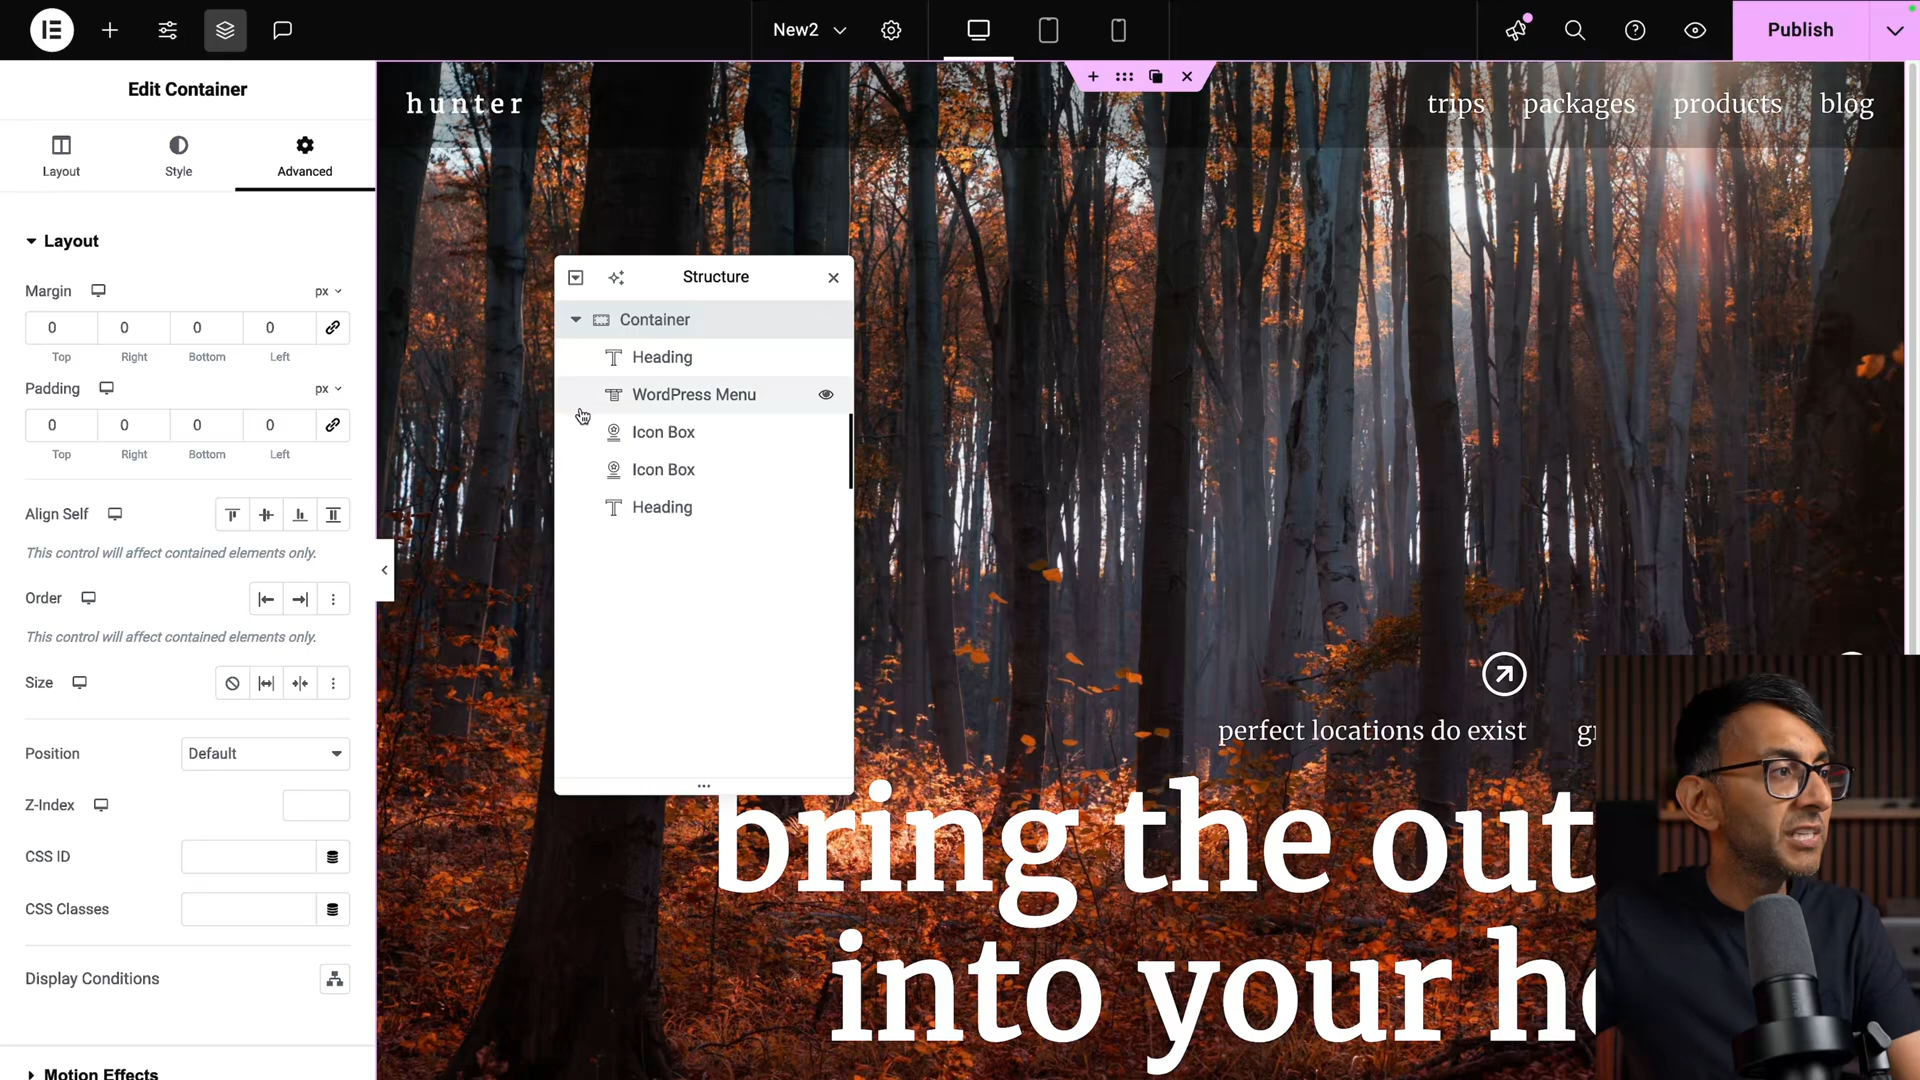 New2
Publish
Edit Container
Layout
Style
Advanced
Layout
Margin
px
0
0
0
0
Top
Right
Bottom
Left
Padding
px
0
0
0
0
Top
Right
Bottom
Left
Align Self
This control will affect contained elements only.
Order
This control will affect contained elements only.
Size
Position
Default
Z-Index
CSS ID
CSS Classes
Display Conditions
Motion Effects
hunter
trips
packages
products
blog
Structure
Container
Heading
WordPress Menu
Icon Box
Icon Box
Heading
perfect locations do exist
bring the out
into your